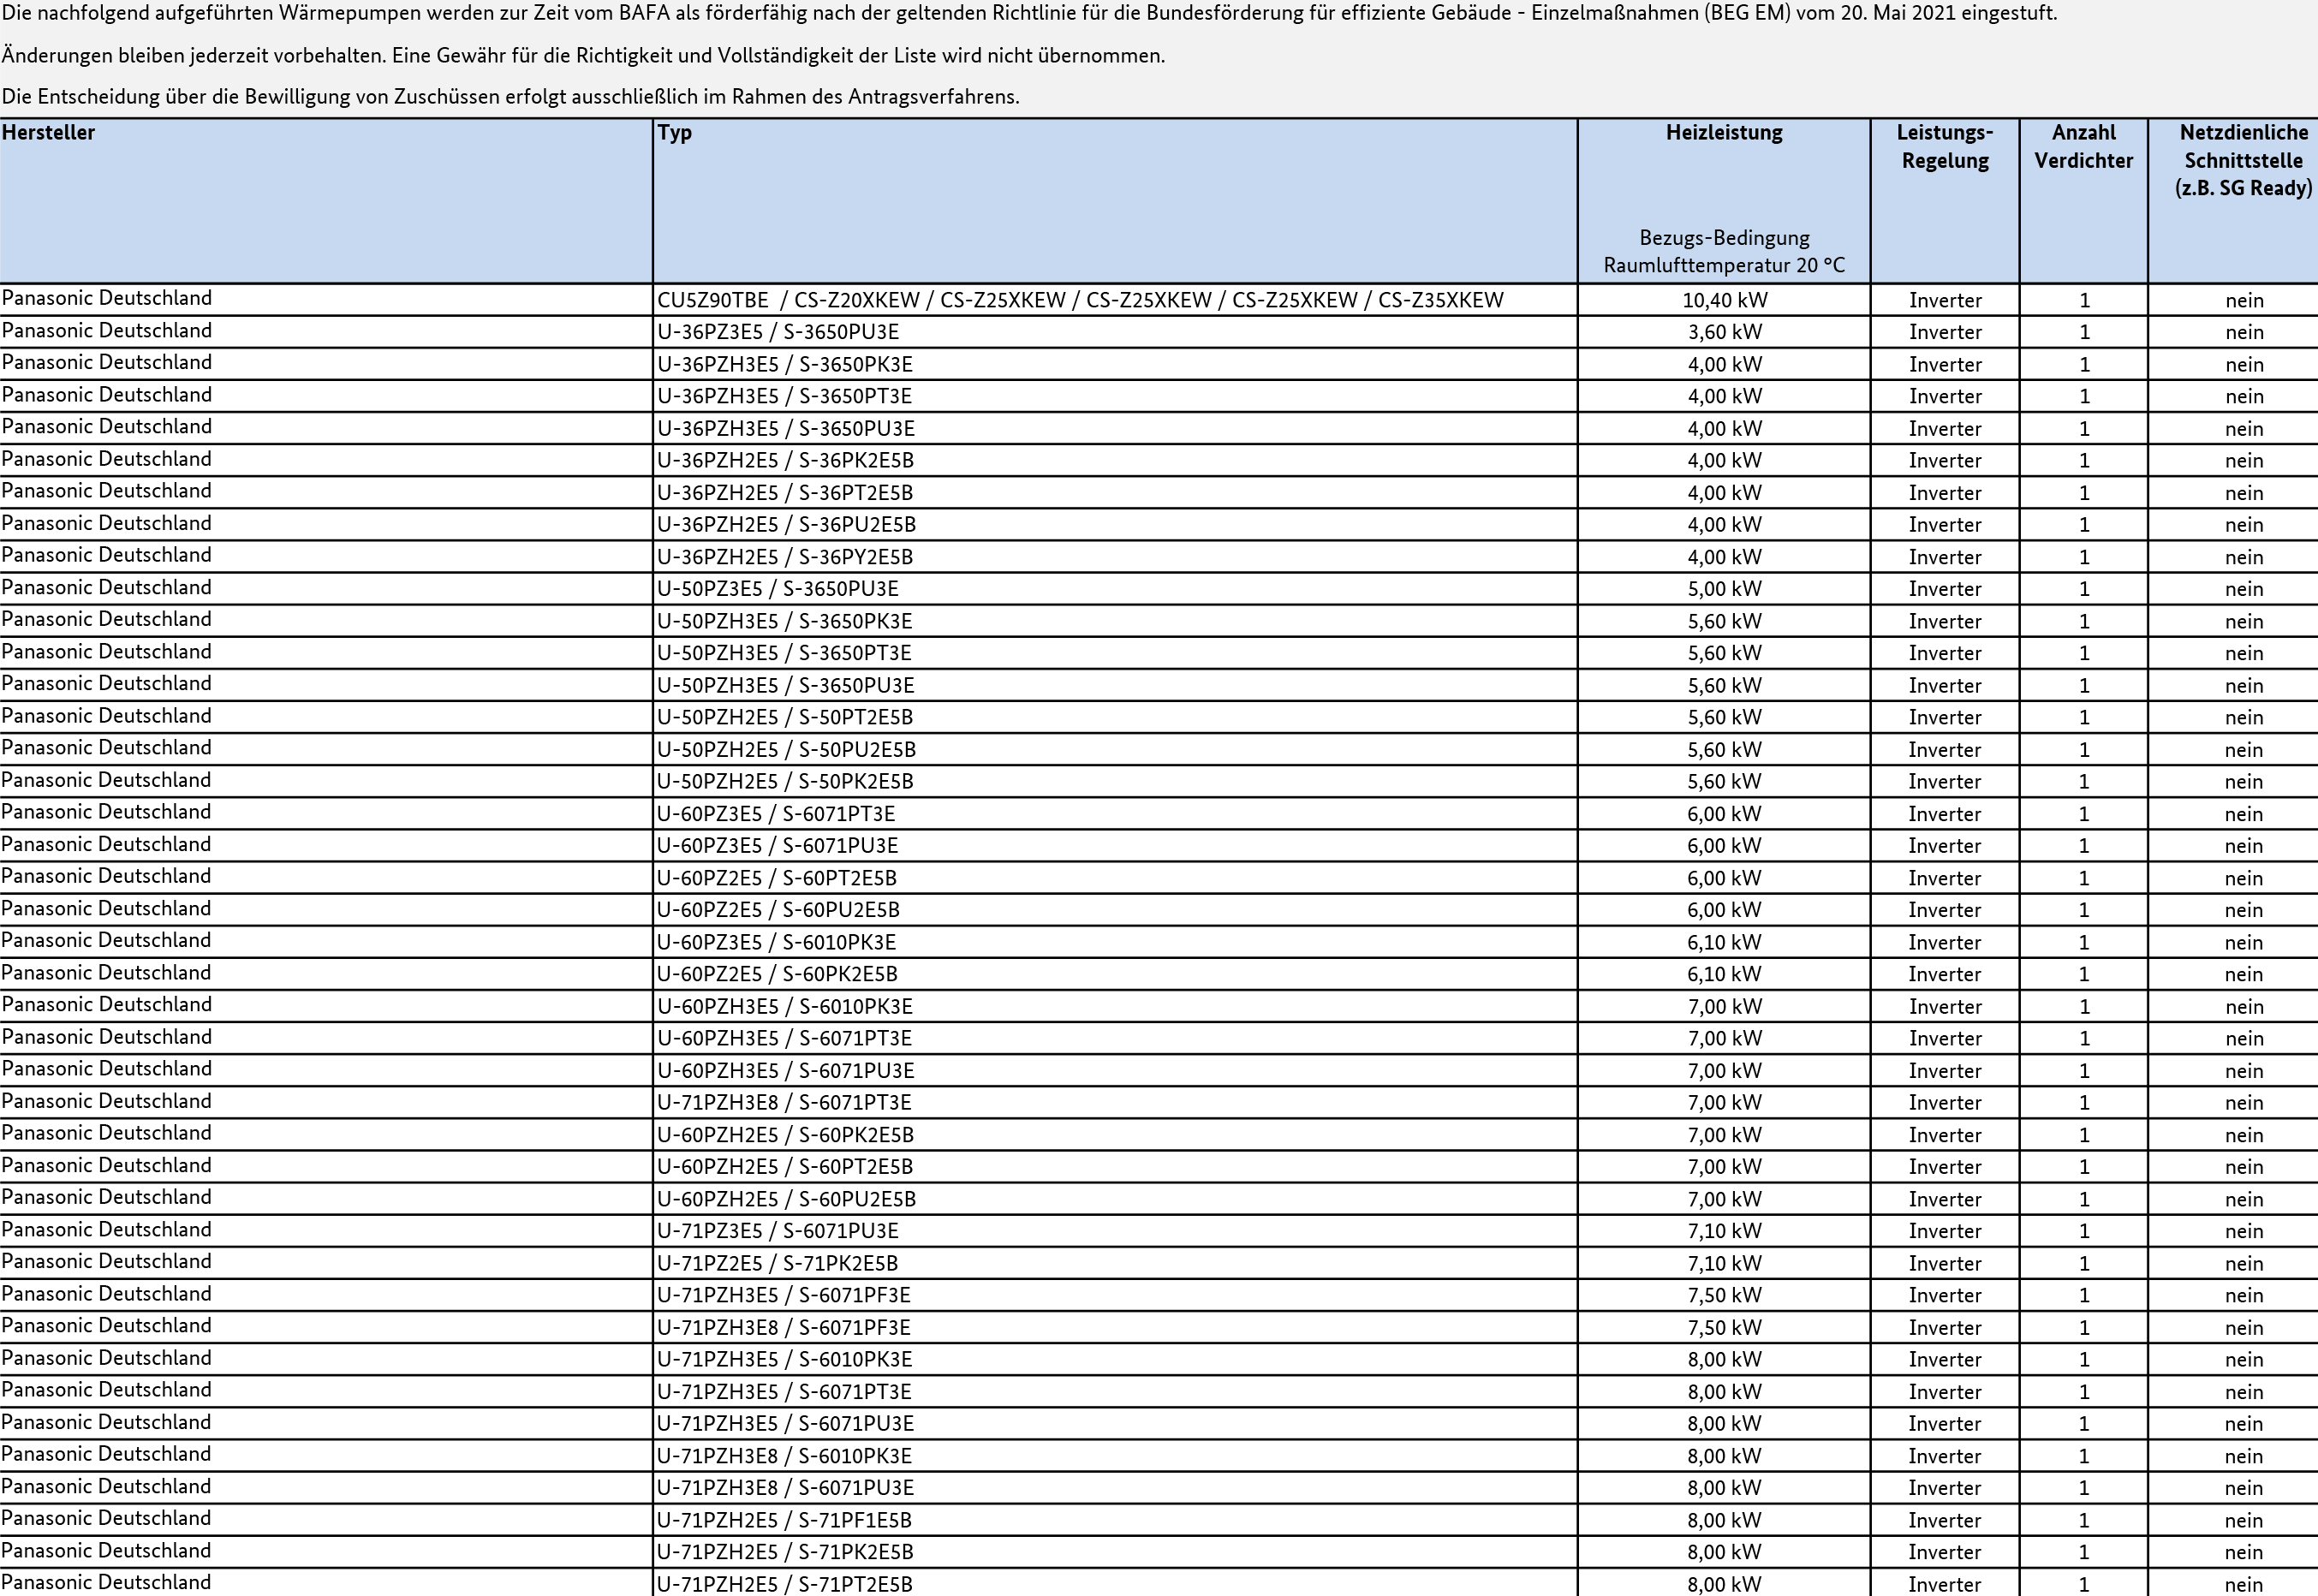 Die nachfolgend aufgeführten Wärmepumpen werden zur Zeit vom BAFA als förderfähig nach der geltenden Richtlinie für die Bundesförderung für effiziente Gebäude - Einzelmaßnahmen (BEG EM) vom 20. Mai 2021 eingestuft.
Änderungen bleiben jederzeit vorbehalten. Eine Gewähr für die Richtigkeit und Vollständigkeit der Liste wird nicht übernommen.
Die Entscheidung über die Bewilligung von Zuschüssen erfolgt ausschließlich im Rahmen des Antragsverfahrens.
Hersteller Typ Heizleistung Leistungs- Anzahl Netzdienliche
Regelung Verdichter Schnittstelle
(z.B. SG Ready)
Bezugs-Bedingung
Raumlufttemperatur 20 °C
Panasonic Deutschland CU5Z90TBE / CS-Z20XKEW / CS-Z25XKEW / CS-Z25XKEW / CS-Z25XKEW / CS-Z35XKEW 10,40 kW Inverter 1 nein
Panasonic Deutschland U-36PZ3E5 / S-3650PU3E 3,60 kW Inverter 1 nein
Panasonic Deutschland U-36PZH3E5 / S-3650PK3E 4,00 kW Inverter 1 nein
Panasonic Deutschland U-36PZH3E5 / S-3650PT3E 4,00 kW Inverter 1 nein
Panasonic Deutschland U-36PZH3E5 / S-3650PU3E 4,00 kW Inverter 1 nein
Panasonic Deutschland U-36PZH2E5 / S-36PK2E5B 4,00 kW Inverter 1 nein
Panasonic Deutschland U-36PZH2E5 / S-36PT2E5B 4,00 kW Inverter 1 nein
Panasonic Deutschland U-36PZH2E5 / S-36PU2E5B 4,00 kW Inverter 1 nein
Panasonic Deutschland U-36PZH2E5 / S-36PY2E5B 4,00 kW Inverter 1 nein
Panasonic Deutschland U-50PZ3E5 / S-3650PU3E 5,00 kW Inverter 1 nein
Panasonic Deutschland U-50PZH3E5 / S-3650PK3E 5,60 kW Inverter 1 nein
Panasonic Deutschland U-50PZH3E5 / S-3650PT3E 5,60 kW Inverter 1 nein
Panasonic Deutschland U-50PZH3E5 / S-3650PU3E 5,60 kW Inverter 1 nein
Panasonic Deutschland U-50PZH2E5 / S-50PT2E5B 5,60 kW Inverter 1 nein
Panasonic Deutschland U-50PZH2E5 / S-50PU2E5B 5,60 kW Inverter 1 nein
Panasonic Deutschland U-50PZH2E5 / S-50PK2E5B 5,60 kW Inverter 1 nein
Panasonic Deutschland U-60PZ3E5 / S-6071PT3E 6,00 kW Inverter 1 nein
Panasonic Deutschland U-60PZ3E5 / S-6071PU3E 6,00 kW Inverter 1 nein
Panasonic Deutschland U-60PZ2E5 / S-60PT2E5B 6,00 kW Inverter 1 nein
Panasonic Deutschland U-60PZ2E5 / S-60PU2E5B 6,00 kW Inverter 1 nein
Panasonic Deutschland U-60PZ3E5 / S-6010PK3E 6,10 kW Inverter 1 nein
Panasonic Deutschland U-60PZ2E5 / S-60PK2E5B 6,10 kW Inverter 1 nein
Panasonic Deutschland U-60PZH3E5 / S-6010PK3E 7,00 kW Inverter 1 nein
Panasonic Deutschland U-60PZH3E5 / S-6071PT3E 7,00 kW Inverter 1 nein
Panasonic Deutschland U-60PZH3E5 / S-6071PU3E 7,00 kW Inverter 1 nein
Panasonic Deutschland U-71PZH3E8 / S-6071PT3E 7,00 kW Inverter 1 nein
Panasonic Deutschland U-60PZH2E5 / S-60PK2E5B 7,00 kW Inverter 1 nein
Panasonic Deutschland U-60PZH2E5 / S-60PT2E5B 7,00 kW Inverter 1 nein
Panasonic Deutschland U-60PZH2E5 / S-60PU2E5B 7,00 kW Inverter 1 nein
Panasonic Deutschland U-71PZ3E5 / S-6071PU3E 7,10 kW Inverter 1 nein
Panasonic Deutschland U-71PZ2E5 / S-71PK2E5B 7,10 kW Inverter 1 nein
Panasonic Deutschland U-71PZH3E5 / S-6071PF3E 7,50 kW Inverter 1 nein
Panasonic Deutschland U-71PZH3E8 / S-6071PF3E 7,50 kW Inverter 1 nein
Panasonic Deutschland U-71PZH3E5 / S-6010PK3E 8,00 kW Inverter 1 nein
Panasonic Deutschland U-71PZH3E5 / S-6071PT3E 8,00 kW Inverter 1 nein
Panasonic Deutschland U-71PZH3E5 / S-6071PU3E 8,00 kW Inverter 1 nein
Panasonic Deutschland U-71PZH3E8 / S-6010PK3E 8,00 kW Inverter 1 nein
Panasonic Deutschland U-71PZH3E8 / S-6071PU3E 8,00 kW Inverter 1 nein
Panasonic Deutschland U-71PZH2E5 / S-71PF1E5B 8,00 kW Inverter 1 nein
Panasonic Deutschland U-71PZH2E5 / S-71PK2E5B 8,00 kW Inverter 1 nein
Panasonic Deutschland U-71PZH2E5 / S-71PT2E5B 8,00 kW Inverter 1 nein